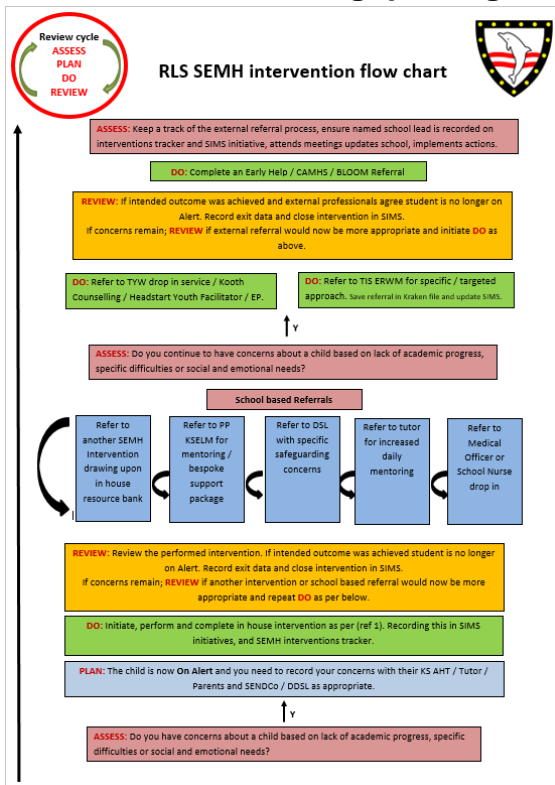 Review cycle
ASSESS
PLAN
DO
REVIEW
RLS SEMH intervention flow chart
ASSESS: Keep a track of the external referral process, ensure named school lead is recorded on
interventions tracker and SIMS initiative, attends meetings updates school, implements actions.
DO: Complete an Early Help / CAMHS / BLOOM Referral
REVIEW: If intended outcome was achieved and external professionals agree student is no longer on
Alert. Record exit data and close intervention in SIMS.
If concerns remain; REVIEW if external referral would now be more appropriate and initiate DO as
above.
DO: Refer to TYW drop in service / Kooth
Counselling / Headstart Youth Facilitator / EP.
DO: Refer to TIS ERWM for specific / targeted
approach. Save referral in Kraken file and update SIMS.
Y
ASSESS: Do you continue to have concerns about a child based on lack of academic progress,
specific difficulties or social and emotional needs?
School based Referrals
Refer to
another SEMH
Intervention
drawing upon
in house
resource bank
Refer to PP
KSELM for
mentoring /
bespoke
support
package
Refer to DSL
with specific
safeguarding
concerns
Refer to tutor
for increased
daily
mentoring
Refer to
Medical
Officer or
School Nurse
drop in
REVIEW: Review the performed intervention. If intended outcome was achieved student is no longer
on Alert. Record exit data and close intervention in SIMS.
If concerns remain; REVIEW if another intervention or school based referral would now be more
appropriate and repeat DO as per below.
DO: Initiate, perform and complete in house intervention as per (ref 1). Recording this in SIMS
initiatives, and SEMH interventions tracker.
PLAN: The child is now On Alert and you need to record your concerns with their KS AHT / Tutor /
Parents and SENDCo / DDSL as appropriate.
Y
ASSESS: Do you have concerns about a child based on lack of academic progress, specific
difficulties or social and emotional needs?